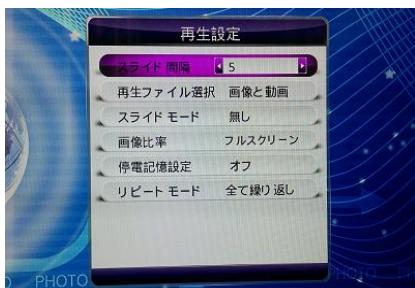 再生設定
スライド 間隔 5
再生ファイル選択 画像と動画
スライド モード 無し
画像比率 フルスクリーン
停電記憶設定 オフ
リピート モード 全て繰り返し
PHOTO